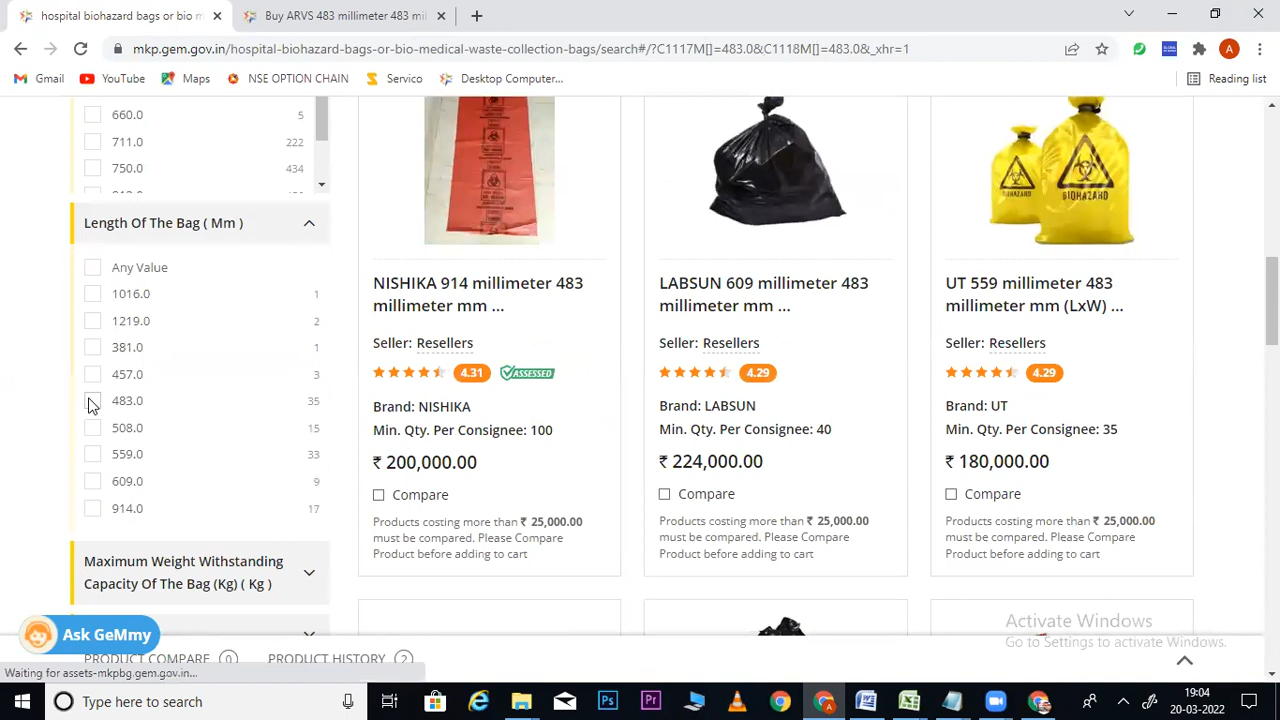 hospital biohazard bags or bio m
Buy ARVS 483 millimeter 483 mil
mkp.gem.gov.in/hospital-biohazard-bags-or-bio-medical-waste-collection-bags/search#/?C1117M[]=483.0&C1118M[]=483.0&_xhr=1
A
Gmail
YouTube
Maps
NSE OPTION CHAIN
Servico
Desktop Computer...
Reading list
660.0 5
711.0 222
750.0 434
Length Of The Bag ( Mm )
Any Value
1016.0 1
1219.0 2
381.0 1
457.0 3
483.0 35
508.0 15
559.0 33
609.0 9
914.0 17
Maximum Weight Withstanding
Capacity Of The Bag (Kg) ( Kg )
BIOHAZARD
BIOHAZARD
NISHIKA 914 millimeter 483
millimeter mm ...
Seller: Resellers
4.31 ASSESSED
Brand: NISHIKA
Min. Qty. Per Consignee: 100
₹ 200,000.00
Compare
Products costing more than ₹ 25,000.00
must be compared. Please Compare
Product before adding to cart
LABSUN 609 millimeter 483
millimeter mm ...
Seller: Resellers
4.29
Brand: LABSUN
Min. Qty. Per Consignee: 40
₹ 224,000.00
Compare
Products costing more than ₹ 25,000.00
must be compared. Please Compare
Product before adding to cart
UT 559 millimeter 483
millimeter mm (LxW) ...
Seller: Resellers
4.29
Brand: UT
Min. Qty. Per Consignee: 35
₹ 180,000.00
Compare
Products costing more than ₹ 25,000.00
must be compared. Please Compare
Product before adding to cart
Ask GeMmy
PRODUCT COMPARE 0
PRODUCT HISTORY 2
Activate Windows
Go to Settings to activate Windows.
Waiting for assets-mkpbg.gem.gov.in...
Type here to search
19:04
20-03-2022